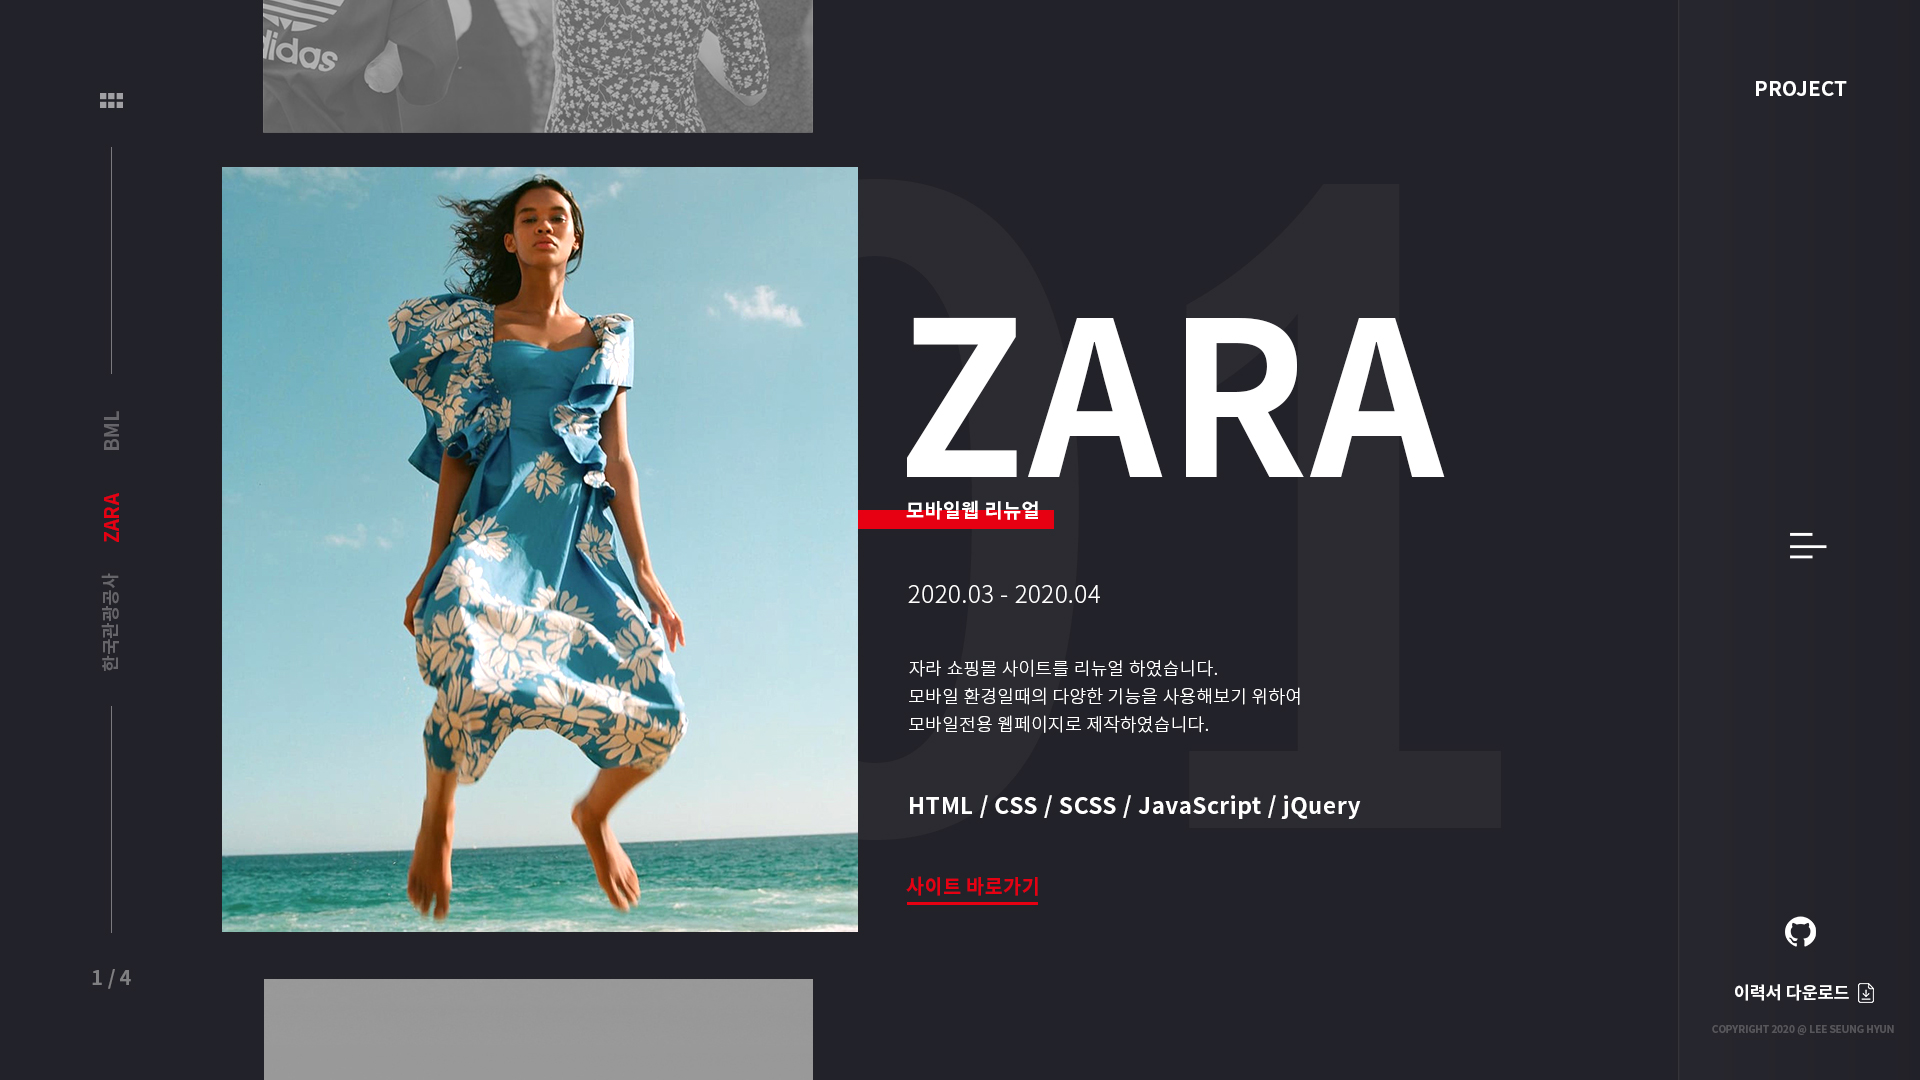 adidas
PROJECT
01
BML
ZARA
한국관광공사
1 / 4
ZARA
모바일웹 리뉴얼
2020.03 - 2020.04
자라 쇼핑몰 사이트를 리뉴얼 하였습니다.
모바일 환경일때의 다양한 기능을 사용해보기 위하여
모바일전용 웹페이지로 제작하였습니다.
HTML / CSS / SCSS / JavaScript / jQuery
사이트 바로가기
이력서 다운로드
COPYRIGHT 2020 @ LEE SEUNG HYUN